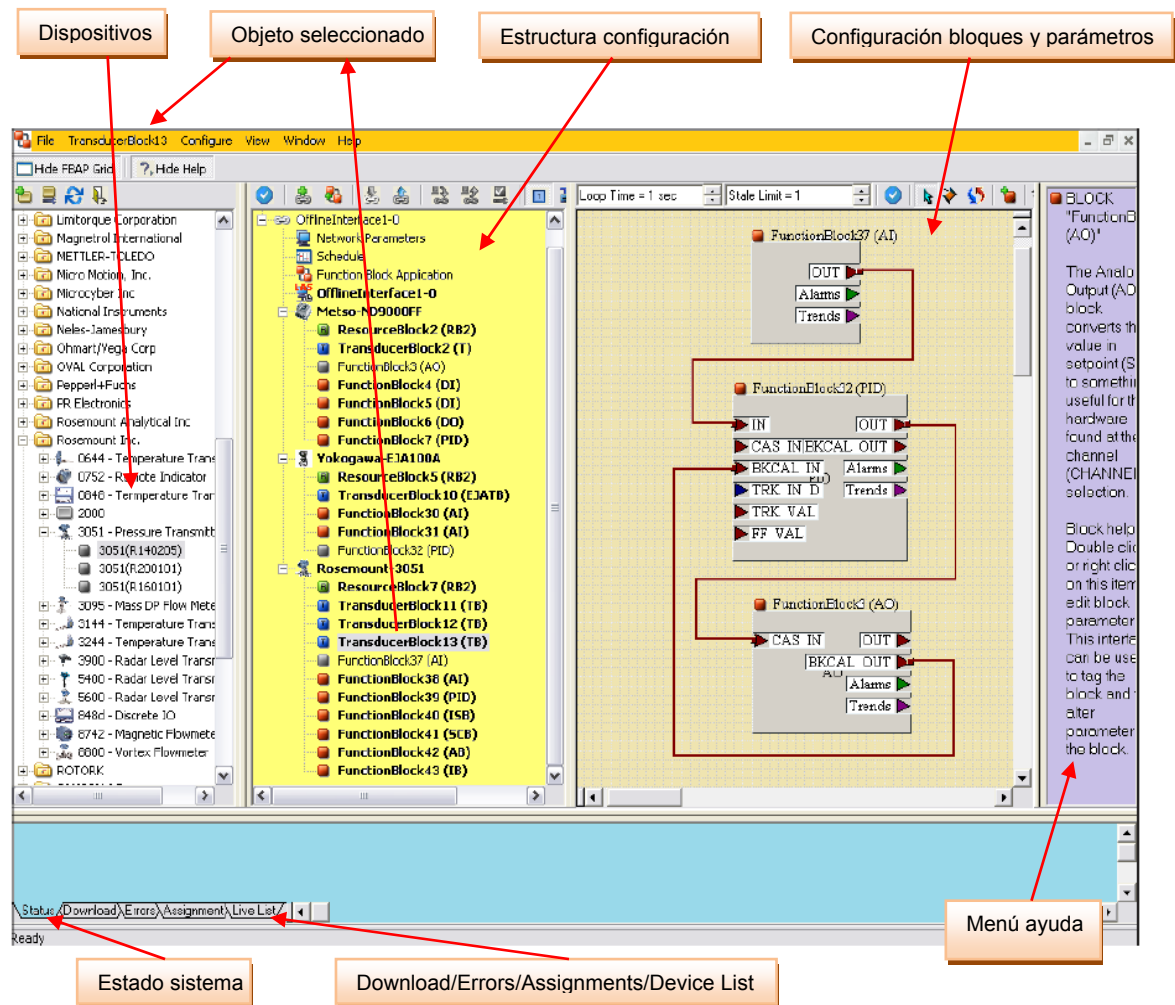 Dispositivos
Objeto seleccionado
Estructura configuración
Configuración bloques y parámetros
File TransducerBlock13 Configure View Window Help
Hide FBAP Grid ?, Hide Help
Loop Time = 1 sec
Stale Limit = 1
Limitorque Corporation
Magnetrol International
METTLER-TOLEDO
Micro Motion, Inc.
Microcyber Inc
National Instruments
Neles-Jamesbury
Ohmart/Vega Corp
OVAL Corporation
Pepperl+Fuchs
PR Electronics
Rosemount Analytical Inc
Rosemount Inc.
0644 - Temperature Trans
0752 - Remote Indicator
0848 - Termperature Tran
2000
3051 - Pressure Transmitt
3051(R140205)
3051(R200101)
3051(R160101)
3095 - Mass DP Flow Mete
3144 - Temperature Trans
3244 - Temperature Trans
3900 - Radar Level Transr
5400 - Radar Level Transr
5600 - Radar Level Transr
848d - Discrete IO
8742 - Magnetic Flowmete
8800 - Vortex Flowmeter
ROTORK
OfflineInterface1-0
Network Parameters
Schedule
Function Block Application
OfflineInterface1-0
Metso-ND9000FF
ResourceBlock2 (RB2)
TransducerBlock2 (T)
FunctionBlock3 (AO)
FunctionBlock4 (DI)
FunctionBlock5 (DI)
FunctionBlock6 (DO)
FunctionBlock7 (PID)
Yokogawa-EJA100A
ResourceBlock5 (RB2)
TransducerBlock10 (EJATB)
FunctionBlock30 (AI)
FunctionBlock31 (AI)
FunctionBlock32 (PID)
Rosemount-3051
ResourceBlock7 (RB2)
TransducerBlock11 (TB)
TransducerBlock12 (TB)
TransducerBlock13 (TB)
FunctionBlock37 (AI)
FunctionBlock38 (AI)
FunctionBlock39 (PID)
FunctionBlock40 (ISB)
FunctionBlock41 (SCB)
FunctionBlock42 (AB)
FunctionBlock43 (IB)
FunctionBlock37 (AI)
OUT
Alarms
Trends
FunctionBlock32 (PID)
IN OUT
CAS IN BKCAL OUT
BKCAL IN Alarms
TRK IN D Trends
TRK VAL
FF VAL
FunctionBlock3 (AO)
CAS IN OUT
BKCAL OUT
Alarms
Trends
BLOCK
"FunctionB
(AO)"
The Analo
Output (AO
block
converts th
value in
setpoint (S
to somethi
useful for th
hardware
found at the
channel
(CHANNEL
selection.
Block help
Double clic
or right clic
on this item
edit block
parameter
This interfa
can be use
to tag the
block and
alter
parameter
the block.
Status Download Errors Assignment Live List
Ready
Menú ayuda
Estado sistema
Download/Errors/Assignments/Device List